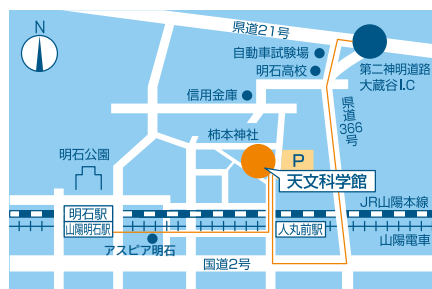 N
県道21号
自動車試験場
明石高校
第二神明道路
大蔵谷I.C
信用金庫
県道366号
柿本神社
明石公園
P
天文科学館
JR山陽本線
明石駅
山陽明石駅
人丸前駅
山陽電車
アスピア明石
国道2号